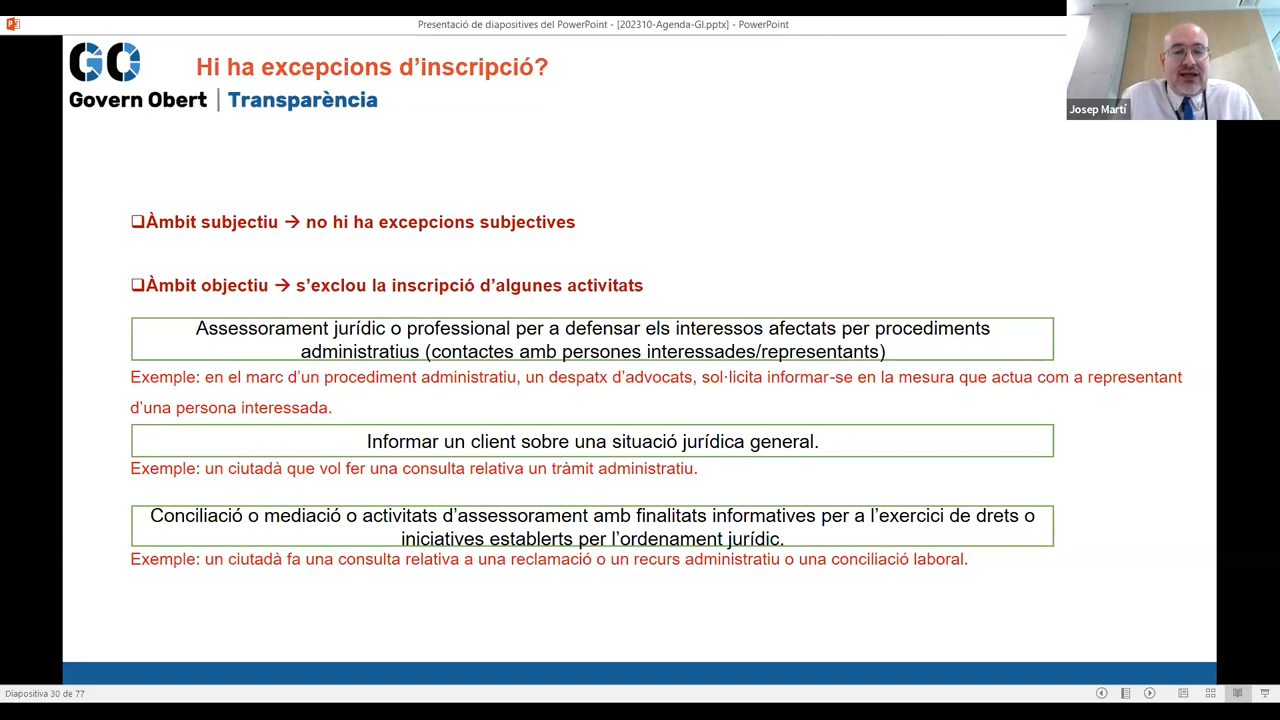 Presentació de diapositives del PowerPoint - [202310-Agenda-GI.pptx] - PowerPoint
GO
Hi ha excepcions d’inscripció?
Govern Obert | Transparència
Josep Martí
❑Àmbit subjectiu → no hi ha excepcions subjectives
❑Àmbit objectiu → s’exclou la inscripció d’algunes activitats
Assessorament jurídic o professional per a defensar els interessos afectats per procediments
administratius (contactes amb persones interessades/representants)
Exemple: en el marc d’un procediment administratiu, un despatx d’advocats, sol·licita informar-se en la mesura que actua com a representant
d’una persona interessada.
Informar un client sobre una situació jurídica general.
Exemple: un ciutadà que vol fer una consulta relativa un tràmit administratiu.
Conciliació o mediació o activitats d’assessorament amb finalitats informatives per a l’exercici de drets o
iniciatives establerts per l’ordenament jurídic.
Exemple: un ciutadà fa una consulta relativa a una reclamació o un recurs administratiu o una conciliació laboral.
Diapositiva 30 de 77